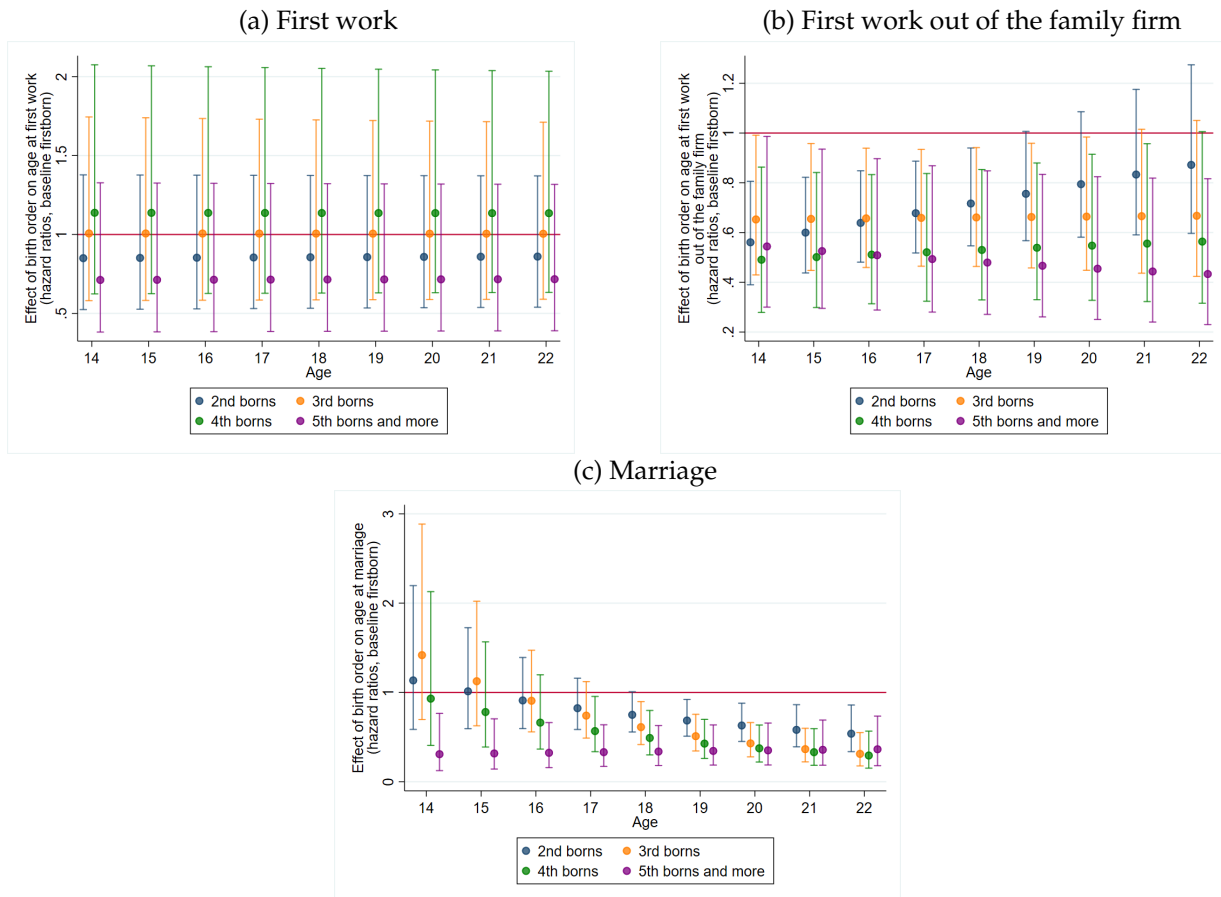 (a) First work
Effect of birth order on age at first work
(hazard ratios, baseline firstborn)
2
1.5
1
.5
14 15 16 17 18 19 20 21 22
Age
2nd borns 3rd borns
4th borns 5th borns and more
(b) First work out of the family firm
Effect of birth order on age at first work
out of the family firm
(hazard ratios, baseline firstborn)
1.2
1
.8
.6
.4
.2
14 15 16 17 18 19 20 21 22
Age
2nd borns 3rd borns
4th borns 5th borns and more
(c) Marriage
Effect of birth order on age at marriage
(hazard ratios, baseline firstborn)
3
2
1
0
14 15 16 17 18 19 20 21 22
Age
2nd borns 3rd borns
4th borns 5th borns and more